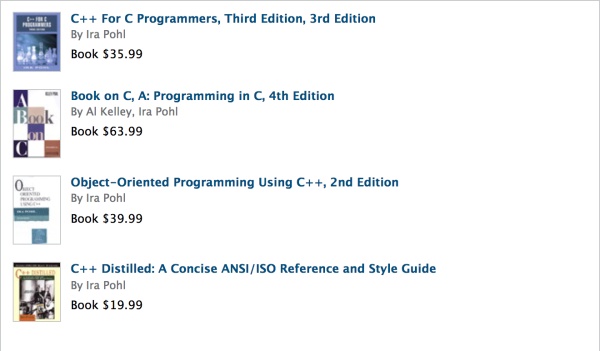 C++ FOR C
PROGRAMMERS
C++ For C Programmers, Third Edition, 3rd Edition
By Ira Pohl
Book $35.99
A
Book
on
C
Book on C, A: Programming in C, 4th Edition
By Al Kelley, Ira Pohl
Book $63.99
OBJECT
ORIENTED
PROGRAMMING
USING C++
Object-Oriented Programming Using C++, 2nd Edition
By Ira Pohl
Book $39.99
C++ DISTILLED
C++ Distilled: A Concise ANSI/ISO Reference and Style Guide
By Ira Pohl
Book $19.99